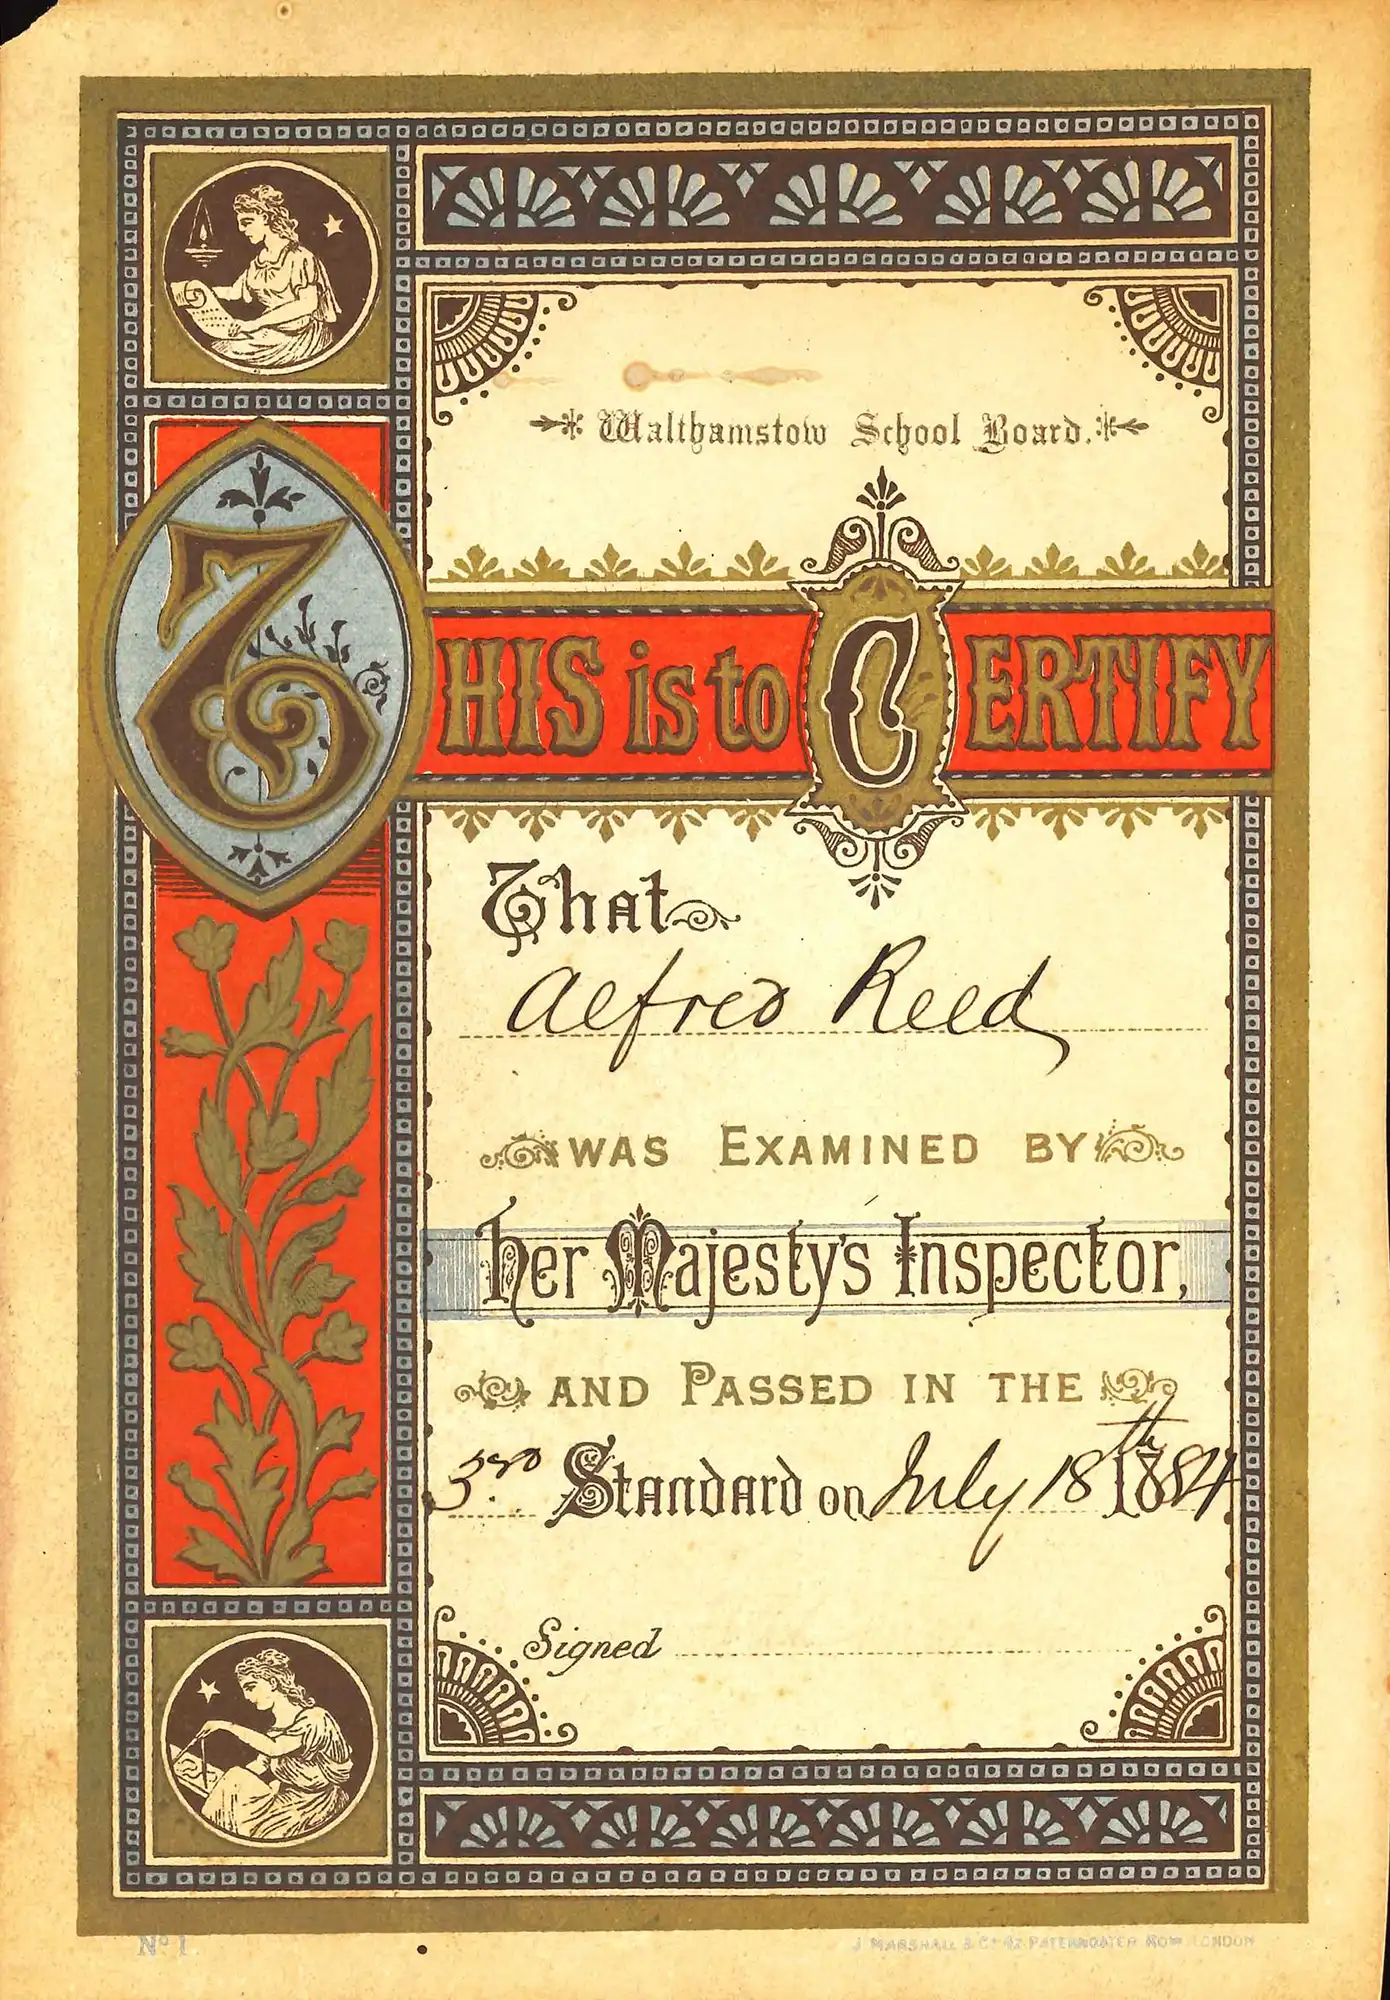 Walthamstow School Board.
THIS is to CERTIFY
That
Alfred Reed
WAS EXAMINED BY
Her Majesty's Inspector,
AND PASSED IN THE
3rd Standard on July 18th 1884
Signed
No 1.
J MARSHALL & Co 42 PATERNOSTER ROW LONDON